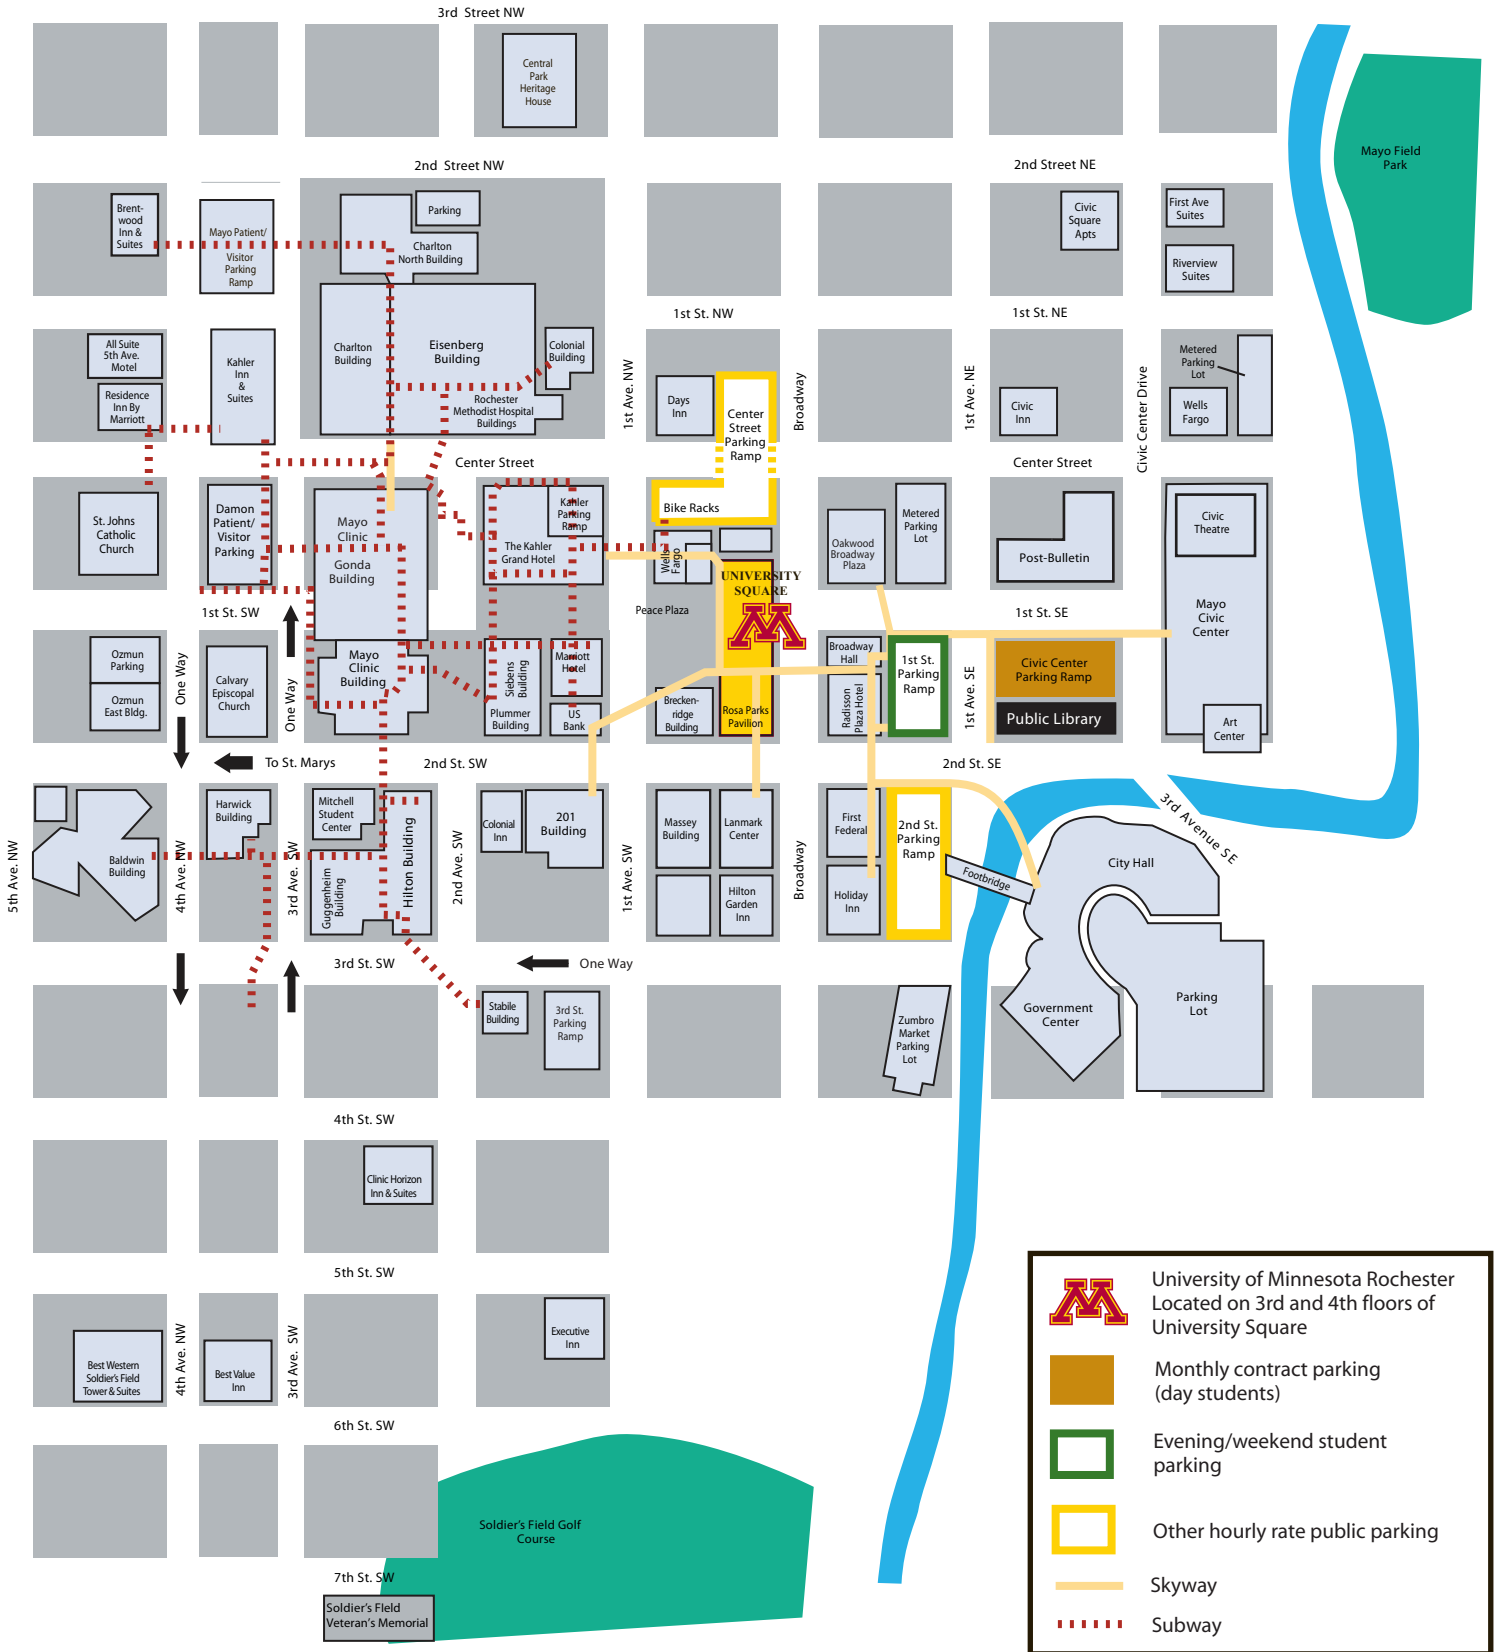 3rd Street NW
Central
Park
Heritage
House
2nd Street NW
2nd Street NE
Mayo Field
Park
Brent-
wood
Inn &
Suites
Mayo Patient/
Visitor
Parking
Ramp
Parking
Charlton
North Building
Civic
Square
Apts
First Ave
Suites
Riverview
Suites
1st St. NW
1st St. NE
All Suite
5th Ave.
Motel
Residence
Inn By
Marriott
Kahler
Inn
&
Suites
Charlton
Building
Eisenberg
Building
Colonial
Building
Rochester
Methodist Hospital
Buildings
1st Ave. NW
Days
Inn
Center
Street
Parking
Ramp
Broadway
1st Ave. NE
Civic
Inn
Civic Center Drive
Metered
Parking
Lot
Wells
Fargo
Center Street
Center Street
St. Johns
Catholic
Church
Damon
Patient/
Visitor
Parking
Mayo
Clinic
Gonda
Building
Kahler
Parking
Ramp
The Kahler
Grand Hotel
Bike Racks
Wells
Fargo
UNIVERSITY
SQUARE
Oakwood
Broadway
Plaza
Metered
Parking
Lot
Post-Bulletin
Civic
Theatre
Mayo
Civic
Center
1st St. SW
Peace Plaza
1st St. SE
Ozmun
Parking
Ozmun
East Bldg.
One Way
Calvary
Episcopal
Church
One Way
Mayo
Clinic
Building
Siebens
Building
Plummer
Building
Marriott
Hotel
US
Bank
Brecken-
ridge
Building
Rosa Parks
Pavilion
Broadway
Hall
Radisson
Plaza Hotel
1st St.
Parking
Ramp
1st Ave. SE
Civic Center
Parking Ramp
Public Library
Art
Center
To St. Marys
2nd St. SW
2nd St. SE
5th Ave. NW
Baldwin
Building
4th Ave. NW
Harwick
Building
3rd Ave. SW
Mitchell
Student
Center
Guggenheim
Building
Hilton Building
2nd Ave. SW
Colonial
Inn
201
Building
1st Ave. SW
Massey
Building
Lanmark
Center
Hilton
Garden
Inn
Broadway
First
Federal
Holiday
Inn
2nd St.
Parking
Ramp
Footbridge
3rd Avenue SE
City Hall
3rd St. SW
One Way
Stabile
Building
3rd St.
Parking
Ramp
Zumbro
Market
Parking
Lot
Government
Center
Parking
Lot
4th St. SW
Clinic Horizon
Inn & Suites
5th St. SW
Best Western
Soldier's Field
Tower & Suites
4th Ave. NW
Best Value
Inn
3rd Ave. SW
Executive
Inn
6th St. SW
Soldier's Field Golf
Course
7th St. SW
Soldier's FIeld
Veteran's Memorial
University of Minnesota Rochester
Located on 3rd and 4th floors of
University Square
Monthly contract parking
(day students)
Evening/weekend student
parking
Other hourly rate public parking
Skyway
Subway